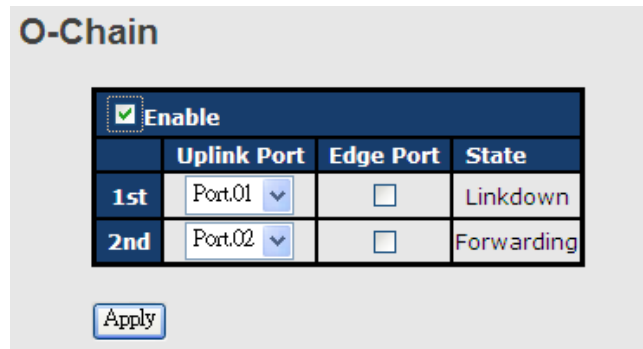 O-Chain
Enable
Uplink Port Edge Port State
1st Port.01 Linkdown
2nd Port.02 Forwarding
Apply